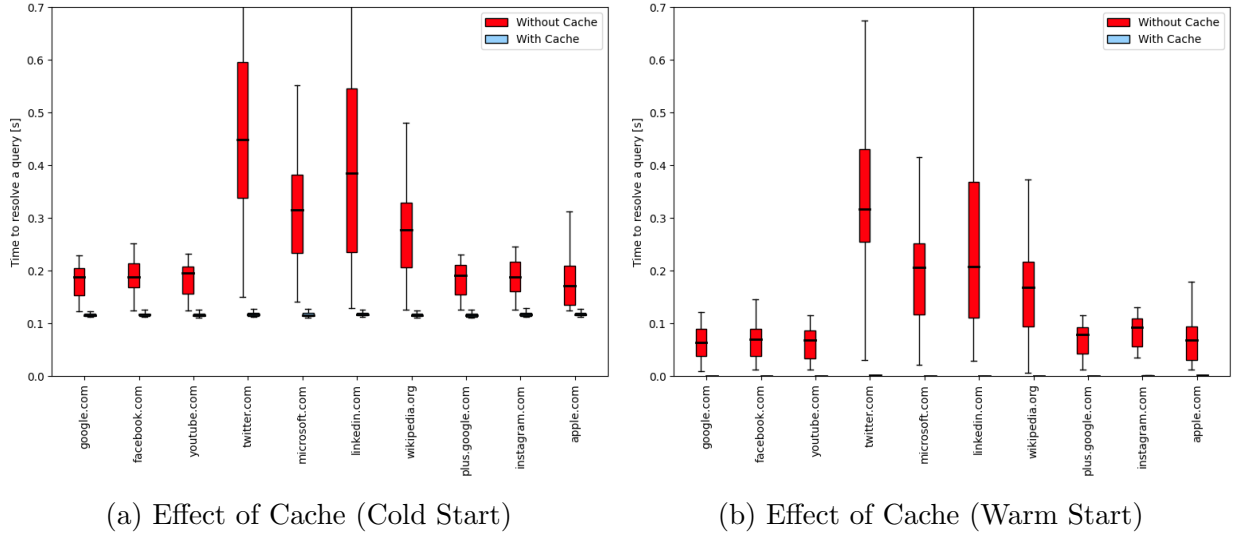 0.7
0.6
0.5
0.4
0.3
0.2
0.1
0.0
Time to resolve a query [s]
Without Cache
With Cache
google.com
facebook.com
youtube.com
twitter.com
microsoft.com
linkedin.com
wikipedia.org
plus.google.com
instagram.com
apple.com
(a) Effect of Cache (Cold Start)
0.7
0.6
0.5
0.4
0.3
0.2
0.1
0.0
Time to resolve a query [s]
Without Cache
With Cache
google.com
facebook.com
youtube.com
twitter.com
microsoft.com
linkedin.com
wikipedia.org
plus.google.com
instagram.com
apple.com
(b) Effect of Cache (Warm Start)